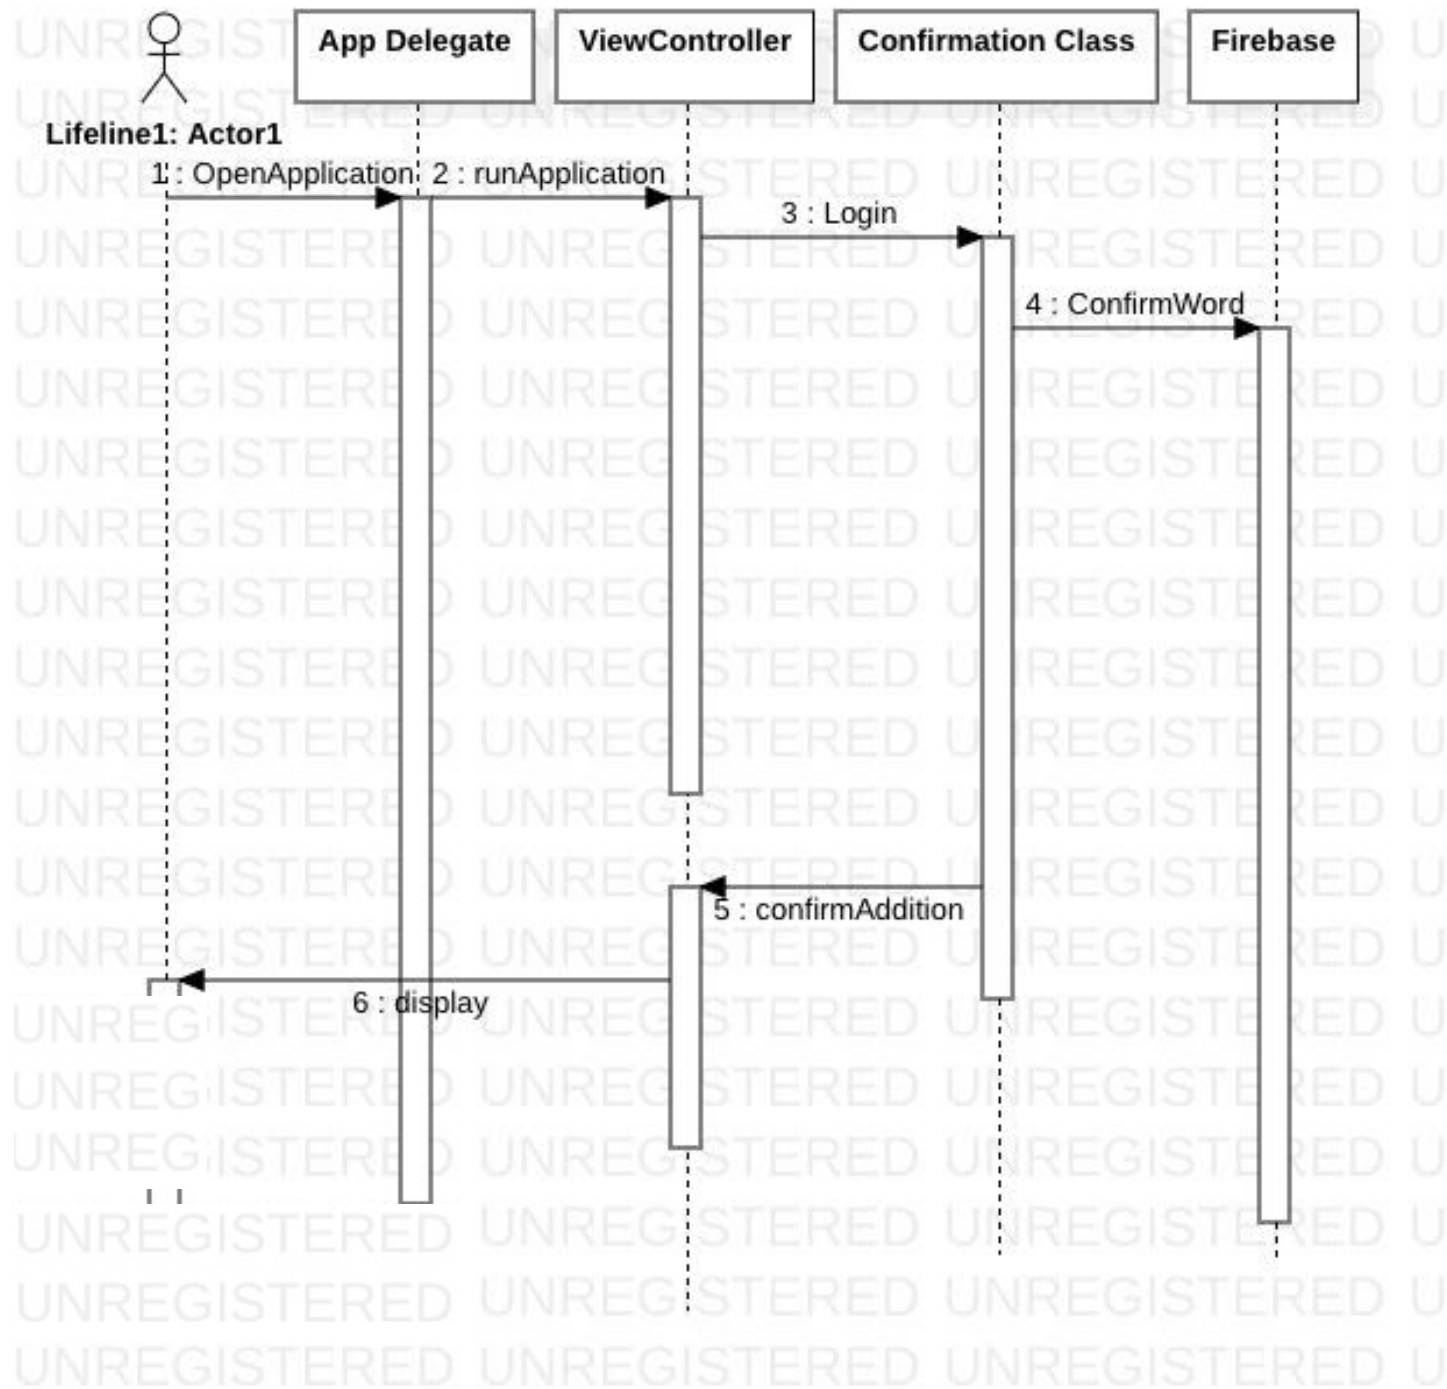 App Delegate
ViewController
Confirmation Class
Firebase
Lifeline1: Actor1
1 : OpenApplication
2 : runApplication
3 : Login
4 : ConfirmWord
5 : confirmAddition
6 : display
UNREGISTERED